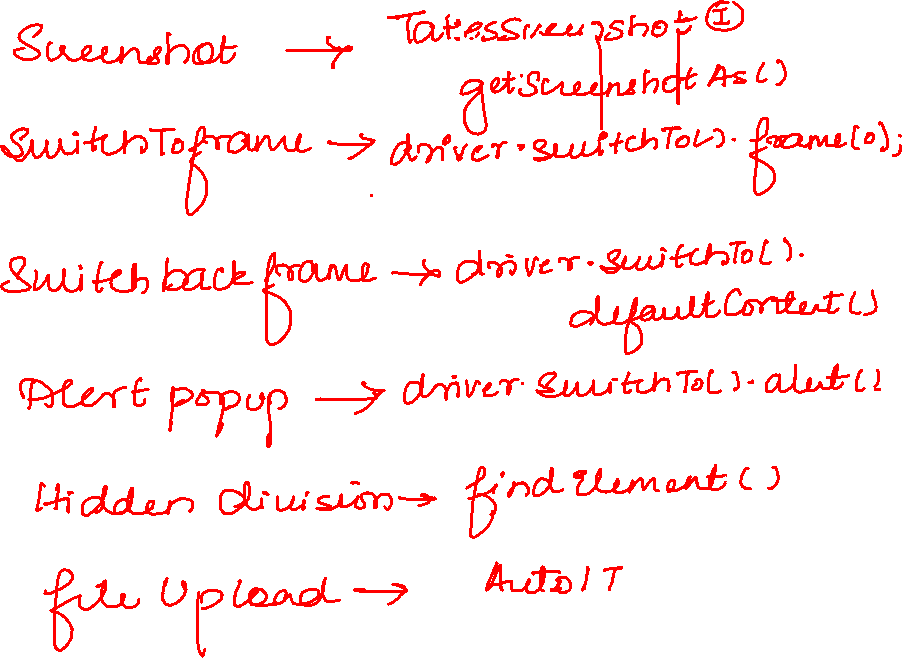 Screenshot → TakesScreenshot Ⓘ
getScreenshotAs()
SwitchToframe → driver.switchTo().frame(0);
Switch back frame → driver.switchTo().
defaultContent()
Alert popup → driver.switchTo().alert()
Hidden division → findElement()
file Upload → AutoIT